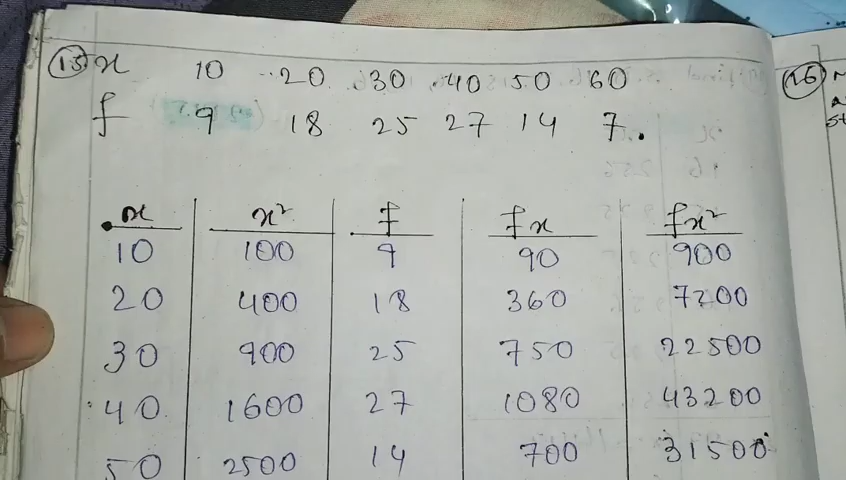 15 x 10 20 30 40 50 60
f 9 18 25 27 14 7.
x x² f fx fx²
10 100 9 90 900
20 400 18 360 7200
30 900 25 750 22500
40 1600 27 1080 43200
50 2500 14 700 31500
16